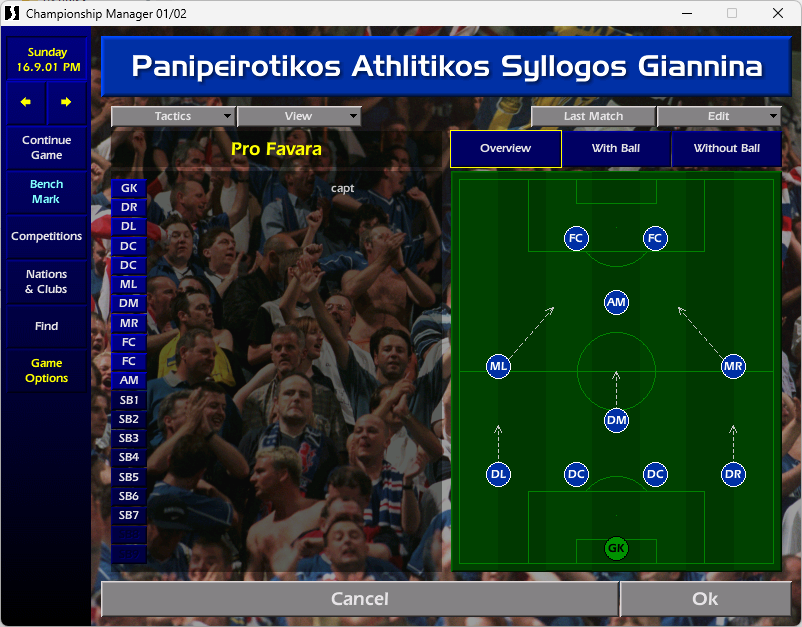 Championship Manager 01/02
Sunday
16.9.01 PM
Continue
Game
Bench
Mark
Competitions
Nations
& Clubs
Find
Game
Options
Panipeirotikos Athlitikos Syllogos Giannina
Tactics
View
Last Match
Edit
Pro Favara
Overview
With Ball
Without Ball
GK capt
DR
DL
DC
DC
ML
DM
MR
FC
FC
AM
SB1
SB2
SB3
SB4
SB5
SB6
SB7
FC FC
AM
ML MR
DM
DL DC DC DR
GK
Cancel
Ok